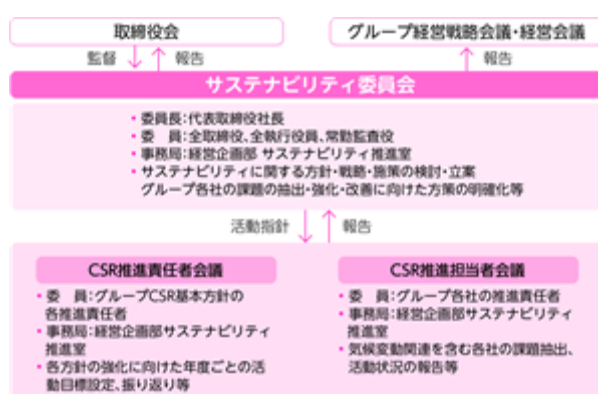 取締役会
グループ経営戦略会議・経営会議
監督
報告
報告
サステナビリティ委員会
・委員長：代表取締役社長
・委　員：全取締役、全執行役員、常勤監査役
・事務局：経営企画部 サステナビリティ推進室
・サステナビリティに関する方針・戦略・施策の検討・立案
グループ各社の課題の抽出・強化・改善に向けた方策の明確化等
活動指針
報告
CSR推進責任者会議
・委　員：グループCSR基本方針の
各推進責任者
・事務局：経営企画部サステナビリティ
推進室
・各方針の強化に向けた年度ごとの活
動目標設定、振り返り等
CSR推進担当者会議
・委　員：グループ各社の推進責任者
・事務局：経営企画部サステナビリティ
推進室
・気候変動関連を含む各社の課題抽出、
活動状況の報告等